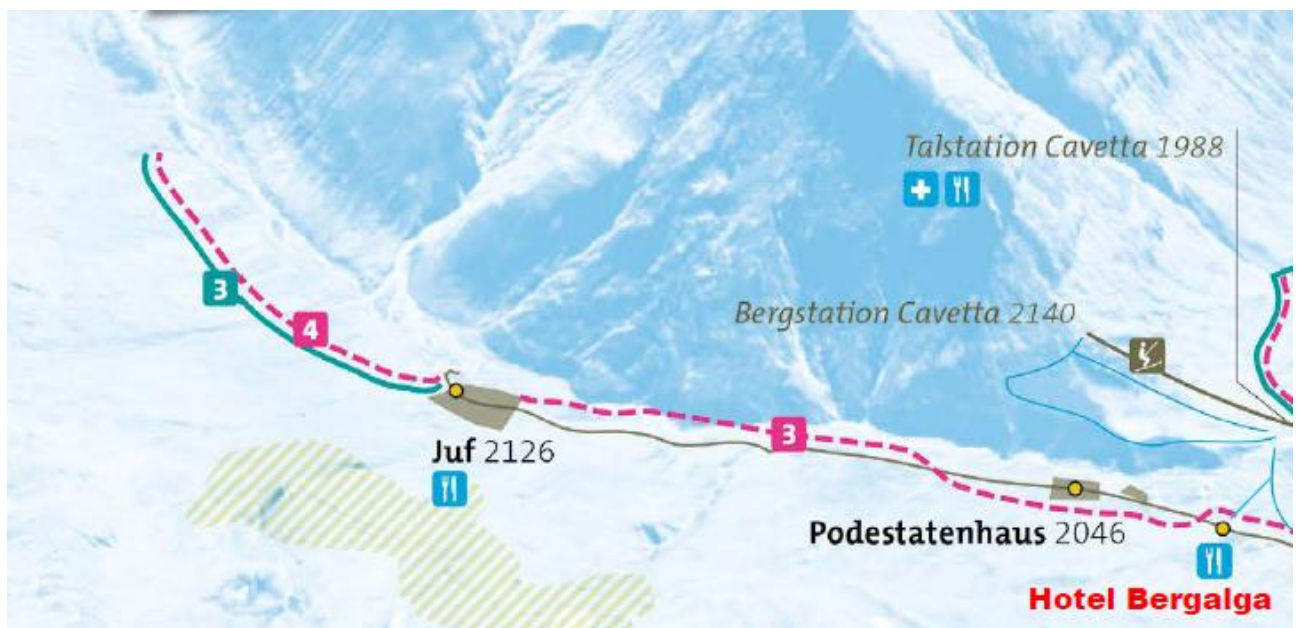 Talstation Cavetta 1988
3
4
Bergstation Cavetta 2140
3
Juf 2126
Podestatenhaus 2046
Hotel Bergalga